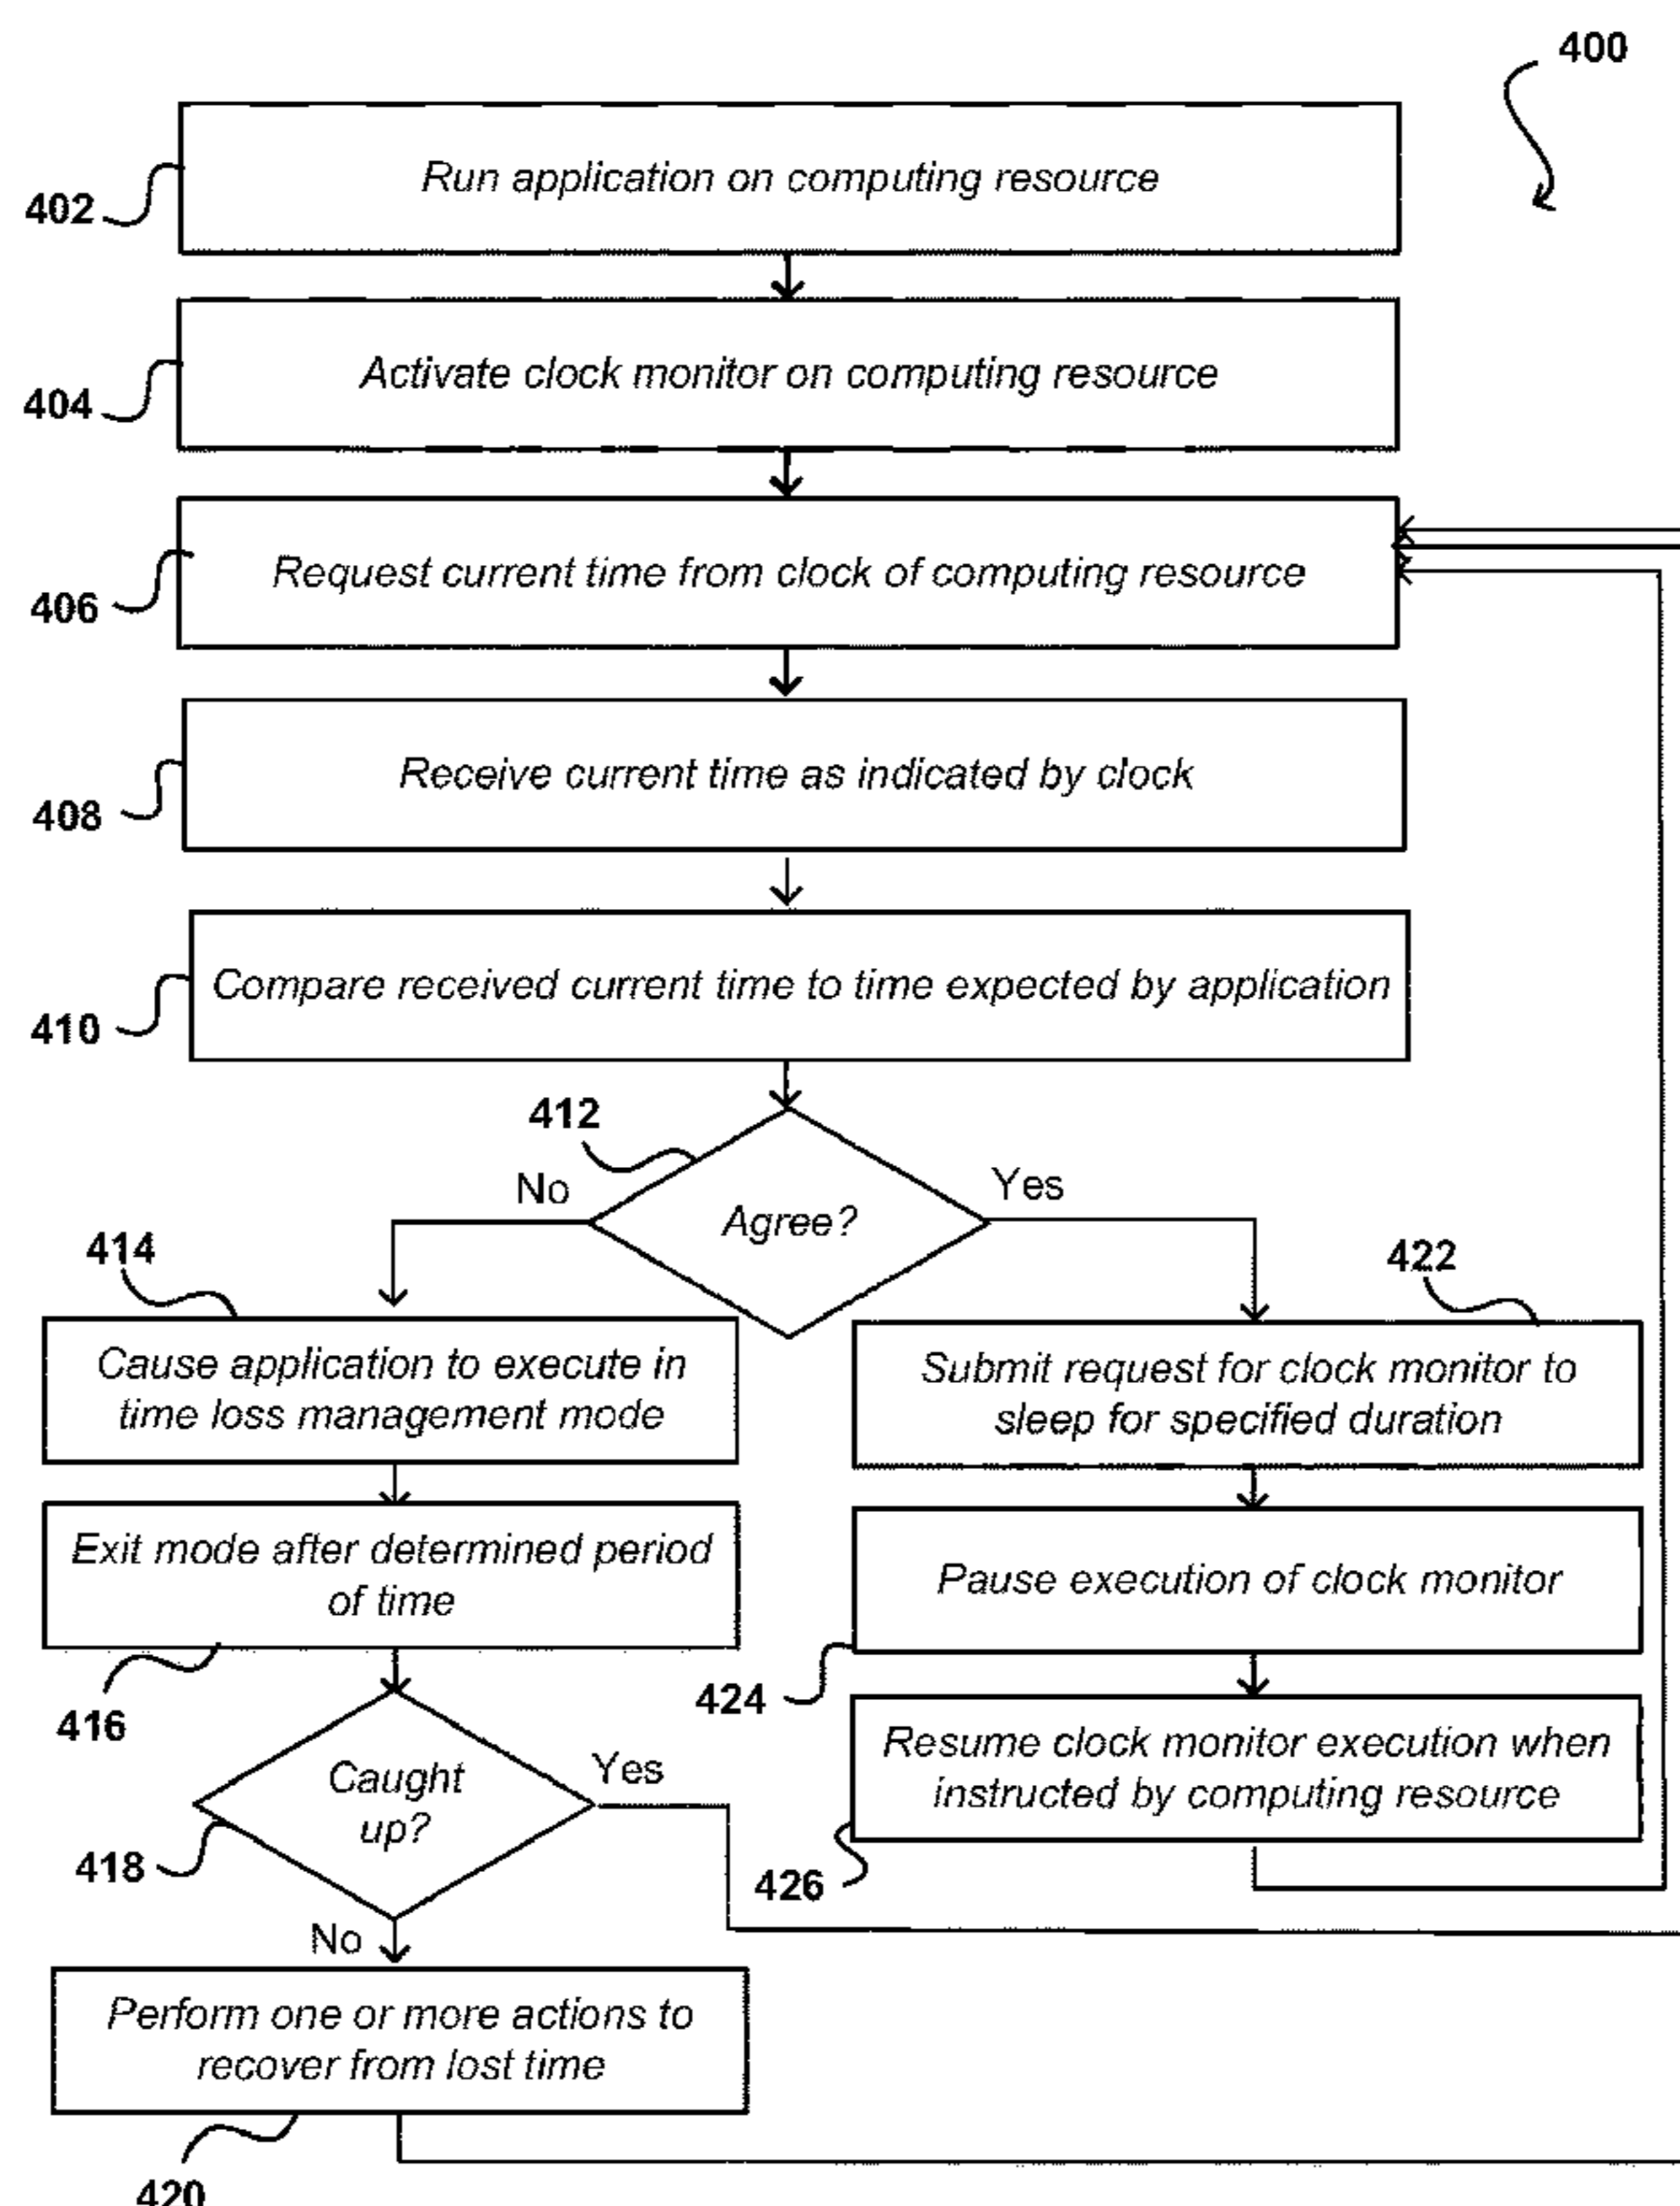 400
Run application on computing resource
402
Activate clock monitor on computing resource
404
Request current time from clock of computing resource
406
Receive current time as indicated by clock
408
Compare received current time to time expected by application
410
412
No
Yes
Agree?
414
422
Cause application to execute in
time loss management mode
Submit request for clock monitor to
sleep for specified duration
Exit mode after determined period
of time
Pause execution of clock monitor
416
424
Caught
up?
Yes
Resume clock monitor execution when
instructed by computing resource
418
426
No
Perform one or more actions to
recover from lost time
420